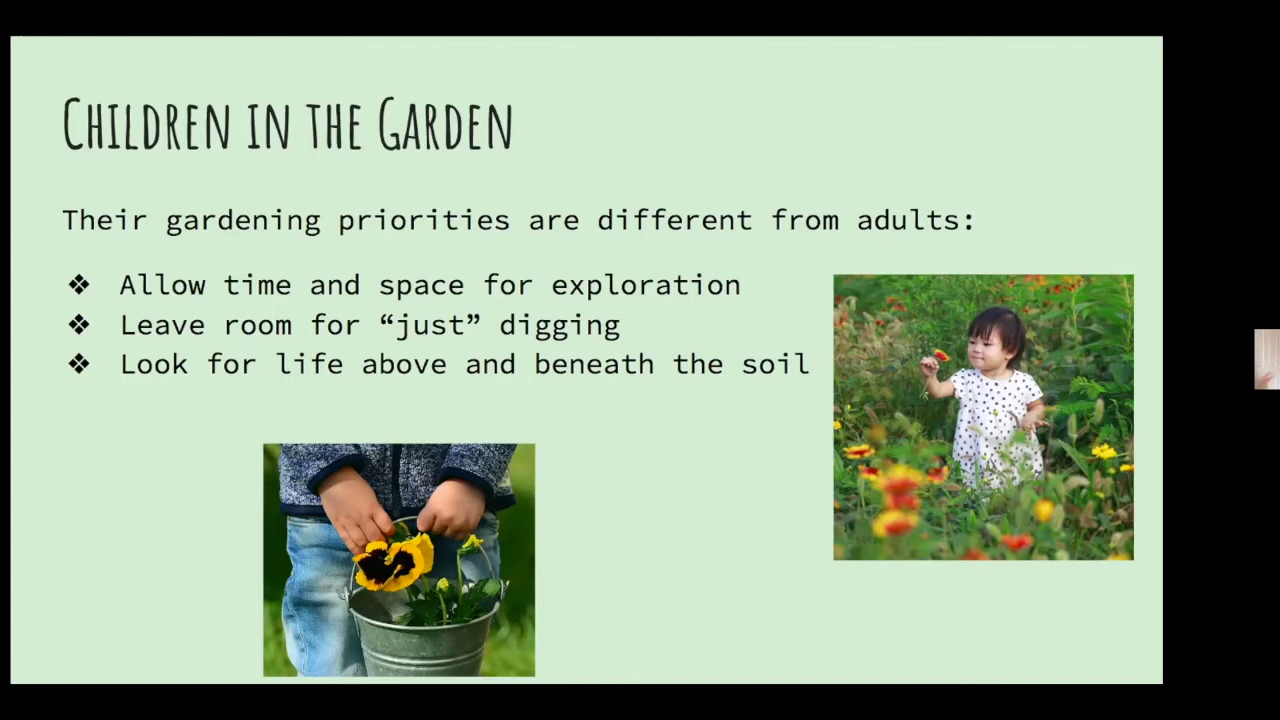 Children in the Garden
Their gardening priorities are different from adults:
❖ Allow time and space for exploration
❖ Leave room for “just” digging
❖ Look for life above and beneath the soil